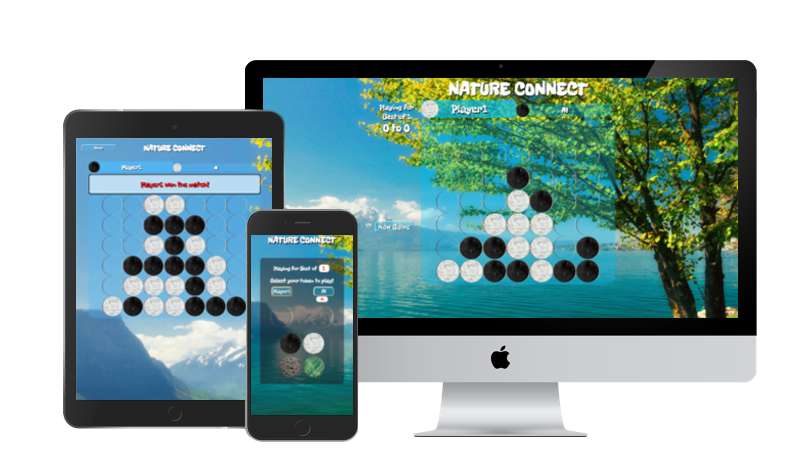 NATURE CONNECT
Playing for
Best of 1
0 to 0
Player1
AI
New Game
NATURE CONNECT
Player1
AI
Player1 won the match!
NATURE CONNECT
Playing for Best of 1
Select your token to play!
Player1
AI